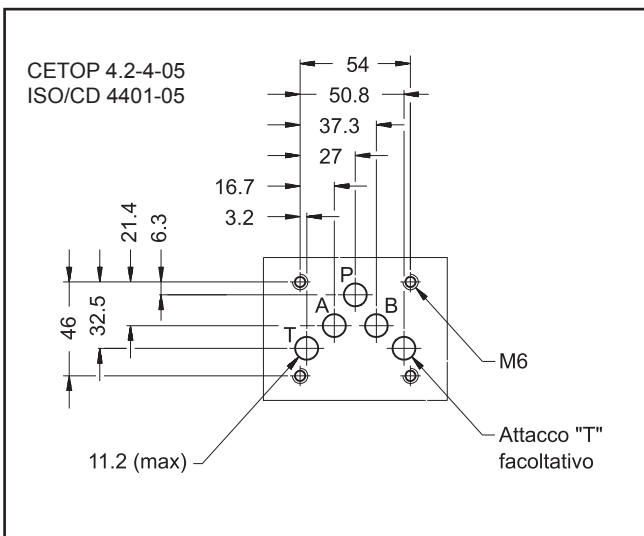 CETOP 4.2-4-05
ISO/CD 4401-05
54
50.8
37.3
27
16.7
3.2
21.4
6.3
46
32.5
P
A
B
T
M6
11.2 (max)
Attacco "T"
facoltativo